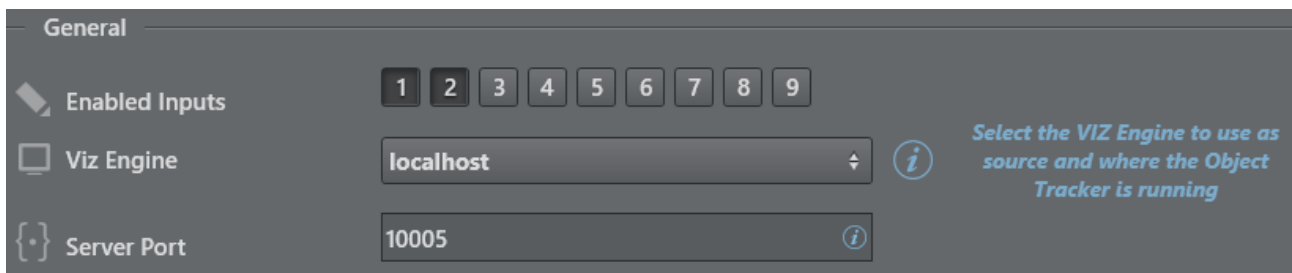 General
Enabled Inputs
1 2 3 4 5 6 7 8 9
Viz Engine
localhost
Select the VIZ Engine to use as
source and where the Object
Tracker is running
Server Port
10005